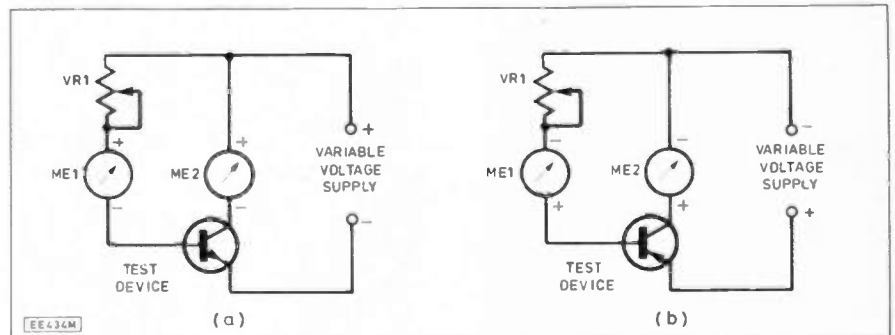 VR1
+
ME1
-
+
ME2
-
TEST
DEVICE
+
VARIABLE
VOLTAGE
SUPPLY
-
(a)
VR1
-
ME1
+
-
ME2
+
TEST
DEVICE
-
VARIABLE
VOLTAGE
SUPPLY
+
(b)
EE434M